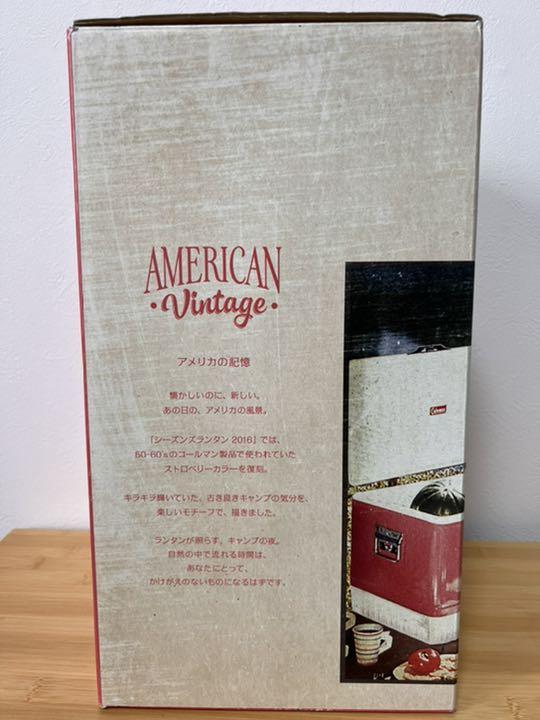 AMERICAN
・Vintage・
アメリカの記憶
懐かしいのに、新しい。
あの日の、アメリカの風景。
「シーズンズランタン 2016」では、
50-60'sのコールマン製品で使われていた
ストロベリーカラーを復刻。
キラキラ輝いていた、古き良きキャンプの気分を、
楽しいモチーフで、描きました。
ランタンが照らす、キャンプの夜。
自然の中で流れる時間は、
あなたにとって、
かけがえのないものになるはずです。
Coleman